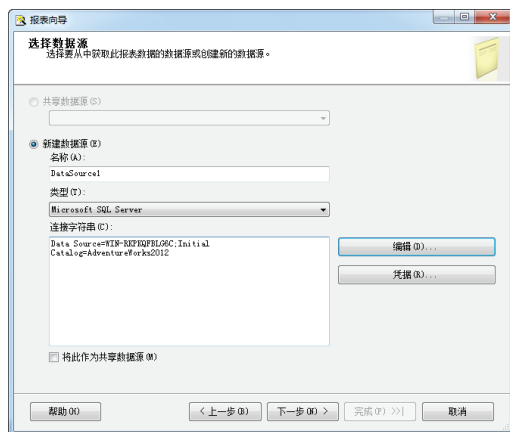 报表向导
选择数据源
选择要从中获取此报表数据的数据源或创建新的数据源。
共享数据源(S)
新建数据源(E)
名称(A):
DataSource1
类型(T):
Microsoft SQL Server
连接字符串(C):
Data Source=WIN-RKPKQFBLG6C;Initial
Catalog=AdventureWorks2012
编辑(D)...
凭据(R)...
将此作为共享数据源(M)
帮助(H)
< 上一步(B)
下一步(N) >
完成(F) >>|
取消